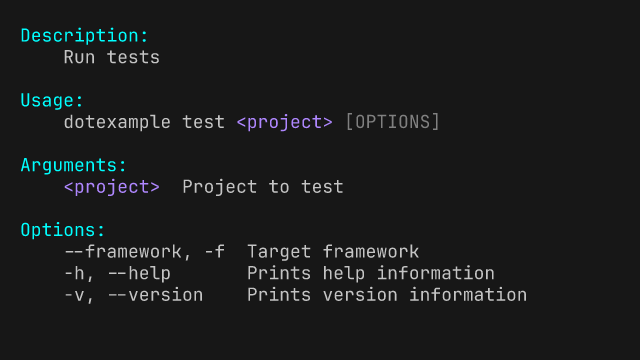 Description:
    Run tests

Usage:
    dotexample test <project> [OPTIONS]

Arguments:
    <project>  Project to test

Options:
    --framework, -f  Target framework
    -h, --help       Prints help information
    -v, --version    Prints version information